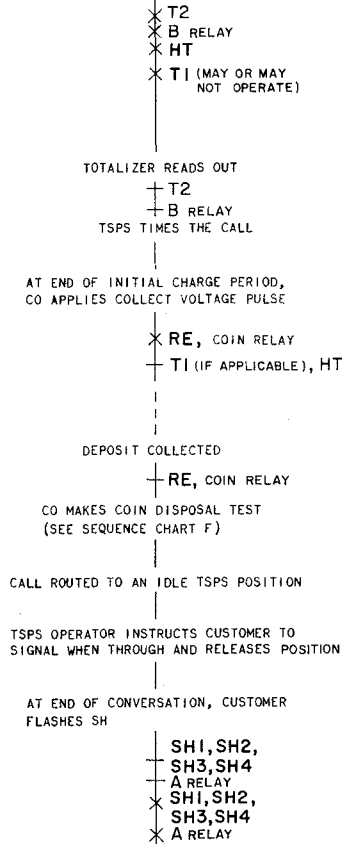 T2
B RELAY
HT
T1 (MAY OR MAY
NOT OPERATE)
TOTALIZER READS OUT
T2
B RELAY
TSPS TIMES THE CALL
AT END OF INITIAL CHARGE PERIOD,
CO APPLIES COLLECT VOLTAGE PULSE
RE, COIN RELAY
T1 (IF APPLICABLE), HT
DEPOSIT COLLECTED
RE, COIN RELAY
CO MAKES COIN DISPOSAL TEST
(SEE SEQUENCE CHART F)
CALL ROUTED TO AN IDLE TSPS POSITION
TSPS OPERATOR INSTRUCTS CUSTOMER TO
SIGNAL WHEN THROUGH AND RELEASES POSITION
AT END OF CONVERSATION, CUSTOMER
FLASHES SH
SH1, SH2,
SH3, SH4
A RELAY
SH1, SH2,
SH3, SH4
A RELAY